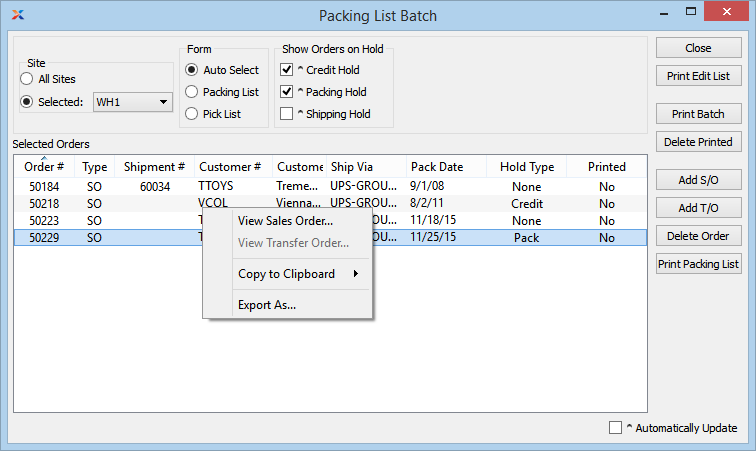 Packing List Batch
Site
All Sites
Selected: WH1
Form
Auto Select
Packing List
Pick List
Show Orders on Hold
^ Credit Hold
^ Packing Hold
^ Shipping Hold
Close
Print Edit List
Print Batch
Delete Printed
Add S/O
Add T/O
Delete Order
Print Packing List
Selected Orders
Order # Type Shipment # Customer # Custome Ship Via Pack Date Hold Type Printed
50184 SO 60034 TTOYS Treme... UPS-GROU... 9/1/08 None No
50218 SO VCOL Vienna... UPS-GROU... 8/2/11 Credit No
50223 SO 11/18/15 None No
50229 SO 11/25/15 Pack No
View Sales Order...
View Transfer Order...
Copy to Clipboard
Export As...
^ Automatically Update